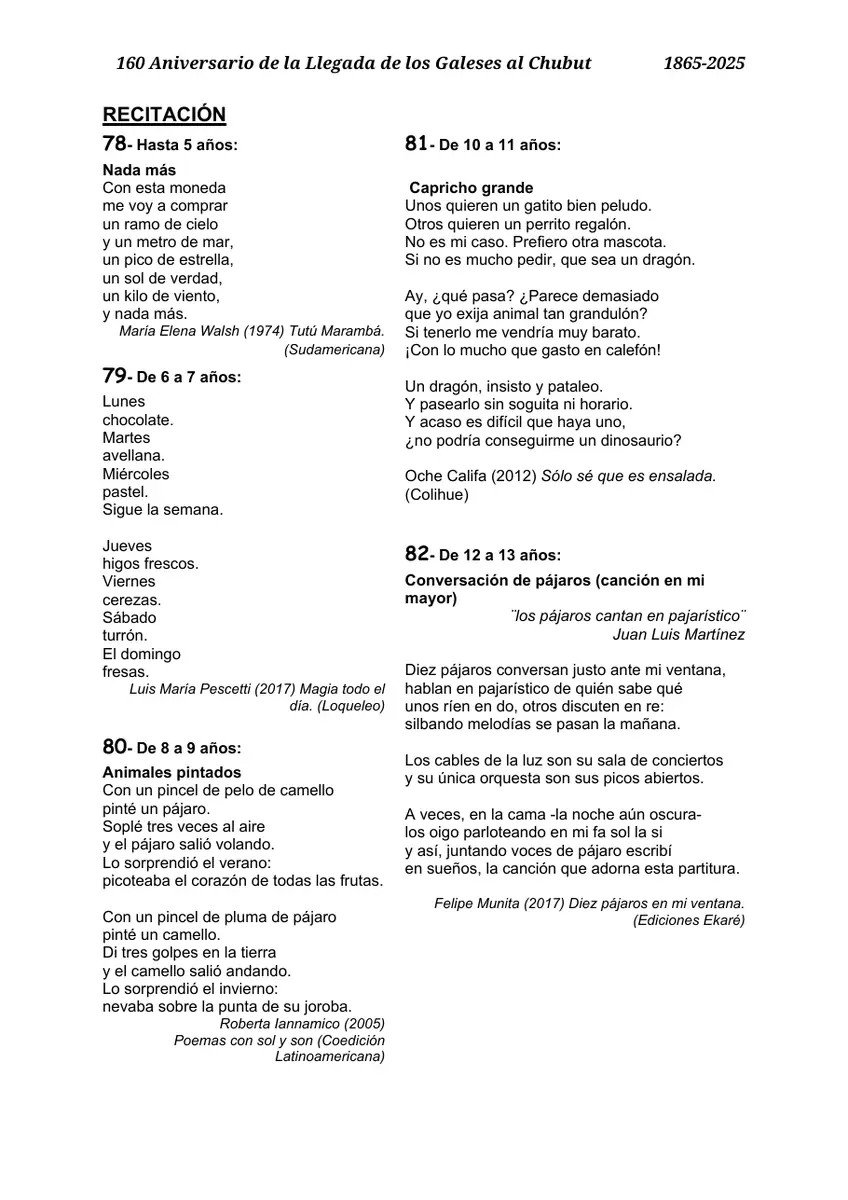 160 Aniversario de la Llegada de los Galeses al Chubut 1865-2025
RECITACIÓN
78- Hasta 5 años:
Nada más
Con esta moneda
me voy a comprar
un ramo de cielo
y un metro de mar,
un pico de estrella,
un sol de verdad,
un kilo de viento,
y nada más.
María Elena Walsh (1974) Tutú Marambá.
(Sudamericana)
79- De 6 a 7 años:
Lunes
chocolate.
Martes
avellana.
Miércoles
pastel.
Sigue la semana.
Jueves
higos frescos.
Viernes
cerezas.
Sábado
turrón.
El domingo
fresas.
Luis María Pescetti (2017) Magia todo el
día. (Loqueleo)
80- De 8 a 9 años:
Animales pintados
Con un pincel de pelo de camello
pinté un pájaro.
Soplé tres veces al aire
y el pájaro salió volando.
Lo sorprendió el verano:
picoteaba el corazón de todas las frutas.
Con un pincel de pluma de pájaro
pinté un camello.
Di tres golpes en la tierra
y el camello salió andando.
Lo sorprendió el invierno:
nevaba sobre la punta de su joroba.
Roberta Iannamico (2005)
Poemas con sol y son (Coedición
Latinoamericana)
81- De 10 a 11 años:
Capricho grande
Unos quieren un gatito bien peludo.
Otros quieren un perrito regalón.
No es mi caso. Prefiero otra mascota.
Si no es mucho pedir, que sea un dragón.
Ay, ¿qué pasa? ¿Parece demasiado
que yo exija animal tan grandulón?
Si tenerlo me vendría muy barato.
¡Con lo mucho que gasto en calefón!
Un dragón, insisto y pataleo.
Y pasearlo sin soguita ni horario.
Y acaso es difícil que haya uno,
¿no podría conseguirme un dinosaurio?
Oche Califa (2012) Sólo sé que es ensalada.
(Colihue)
82- De 12 a 13 años:
Conversación de pájaros (canción en mi
mayor)
¨los pájaros cantan en pajarístico¨
Juan Luis Martínez
Diez pájaros conversan justo ante mi ventana,
hablan en pajarístico de quién sabe qué
unos ríen en do, otros discuten en re:
silbando melodías se pasan la mañana.
Los cables de la luz son su sala de conciertos
y su única orquesta son sus picos abiertos.
A veces, en la cama -la noche aún oscura-
los oigo parloteando en mi fa sol la si
y así, juntando voces de pájaro escribí
en sueños, la canción que adorna esta partitura.
Felipe Munita (2017) Diez pájaros en mi ventana.
(Ediciones Ekaré)